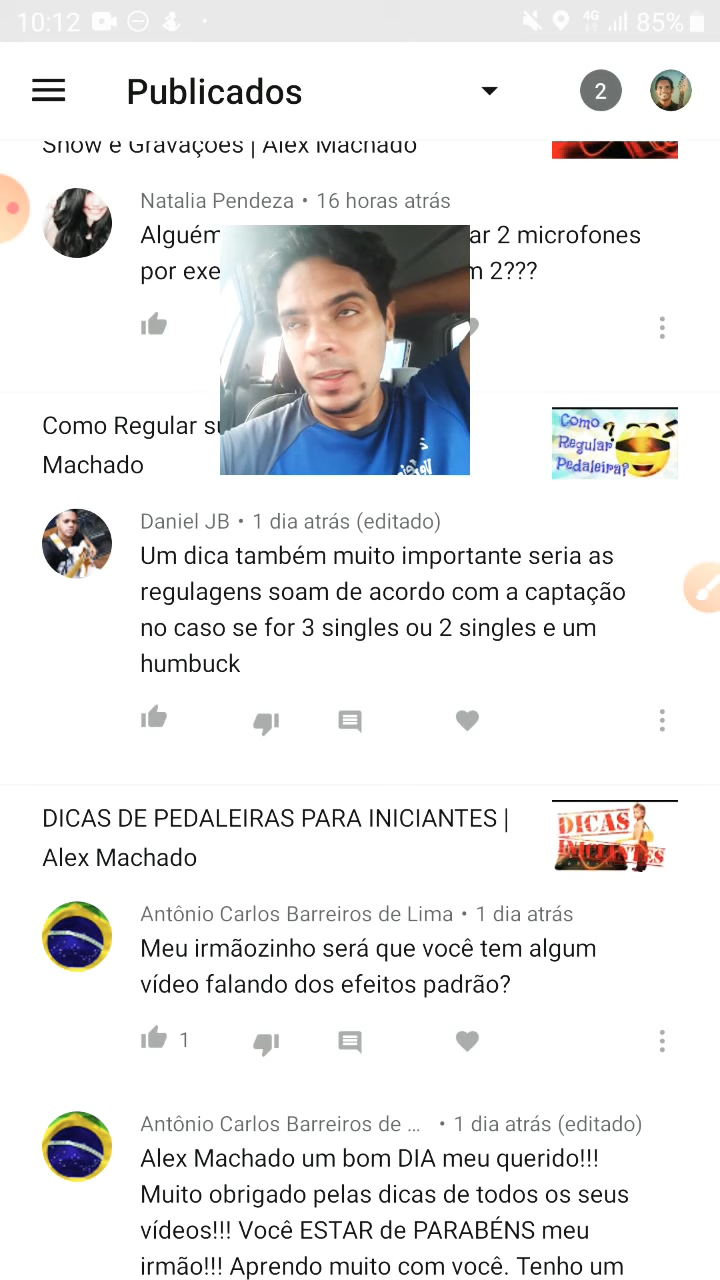 10:12
4G
85%
Publicados
2
Show e Gravações | Alex Machado
Natalia Pendeza • 16 horas atrás
Alguém ar 2 microfones
por exe 2???
Como Regular
Machado
Como
Regular
Pedaleira?
Daniel JB • 1 dia atrás (editado)
Um dica também muito importante seria as
regulagens soam de acordo com a captação
no caso se for 3 singles ou 2 singles e um
humbuck
DICAS DE PEDALEIRAS PARA INICIANTES |
Alex Machado
DICAS
Antônio Carlos Barreiros de Lima • 1 dia atrás
Meu irmãozinho será que você tem algum
vídeo falando dos efeitos padrão?
1
Antônio Carlos Barreiros de ... • 1 dia atrás (editado)
Alex Machado um bom DIA meu querido!!!
Muito obrigado pelas dicas de todos os seus
vídeos!!! Você ESTAR de PARABÉNS meu
irmão!!! Aprendo muito com você. Tenho um